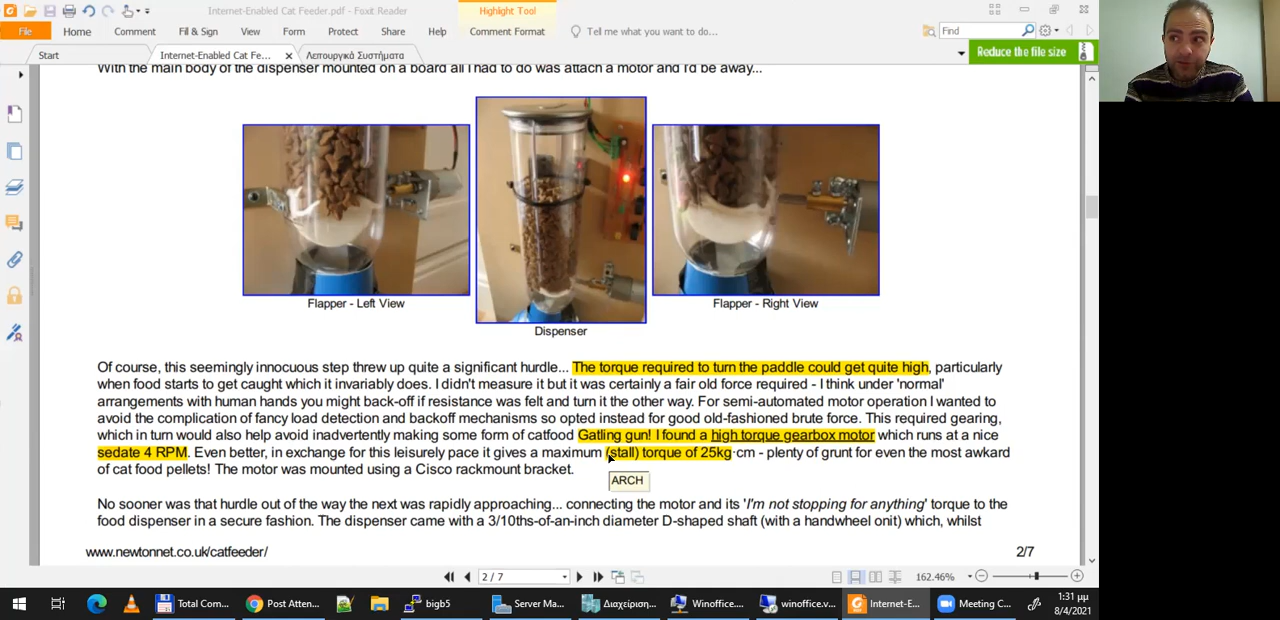 Internet-Enabled Cat Feeder.pdf - Foxit Reader
Highlight Tool
File Home Comment Fill & Sign View Form Protect Share Help Comment Format Tell me what you want to do... Find
Start Internet-Enabled Cat Fee... Λειτουργικά Συστήματα Reduce the file size
With the main body of the dispenser mounted on a board all I had to do was attach a motor and I'd be away...
Flapper - Left View
Flapper - Right View
Dispenser
Of course, this seemingly innocuous step threw up quite a significant hurdle... The torque required to turn the paddle could get quite high, particularly
when food starts to get caught which it invariably does. I didn't measure it but it was certainly a fair old force required - I think under 'normal'
arrangements with human hands you might back-off if resistance was felt and turn it the other way. For semi-automated motor operation I wanted to
avoid the complication of fancy load detection and backoff mechanisms so opted instead for good old-fashioned brute force. This required gearing,
which in turn would also help avoid inadvertently making some form of catfood Gatling gun! I found a high torque gearbox motor which runs at a nice
sedate 4 RPM. Even better, in exchange for this leisurely pace it gives a maximum (stall) torque of 25kg·cm - plenty of grunt for even the most awkard
of cat food pellets! The motor was mounted using a Cisco rackmount bracket.
ARCH
No sooner was that hurdle out of the way the next was rapidly approaching... connecting the motor and its 'I'm not stopping for anything' torque to the
food dispenser in a secure fashion. The dispenser came with a 3/10ths-of-an-inch diameter D-shaped shaft (with a handwheel onit) which, whilst
www.newtonnet.co.uk/catfeeder/ 2/7
2 / 7 162.46%
Total Com... Post Atten... bigb5 Server Ma... Διαχείριση... Winoffice.... winoffice.v... Internet-E... Meeting C... 1:31 μμ
8/4/2021